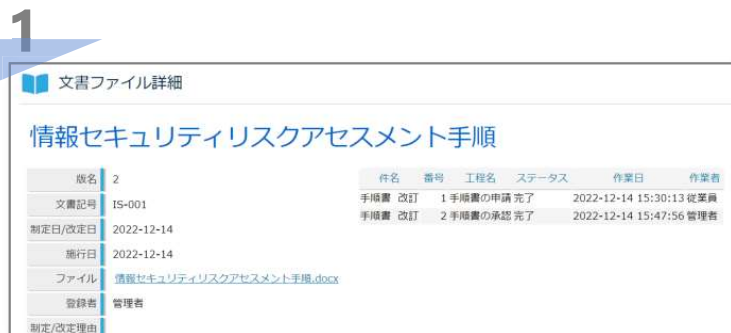 1
文書ファイル詳細
情報セキュリティリスクアセスメント手順
版名 2
文書記号 IS-001
制定日/改定日 2022-12-14
施行日 2022-12-14
ファイル 情報セキュリティリスクアセスメント手順.docx
登録者 管理者
制定/改定理由
件名 番号 工程名 ステータス 作業日 作業者
手順書 改訂 1 手順書の申請 完了 2022-12-14 15:30:13 従業員
手順書 改訂 2 手順書の承認 完了 2022-12-14 15:47:56 管理者